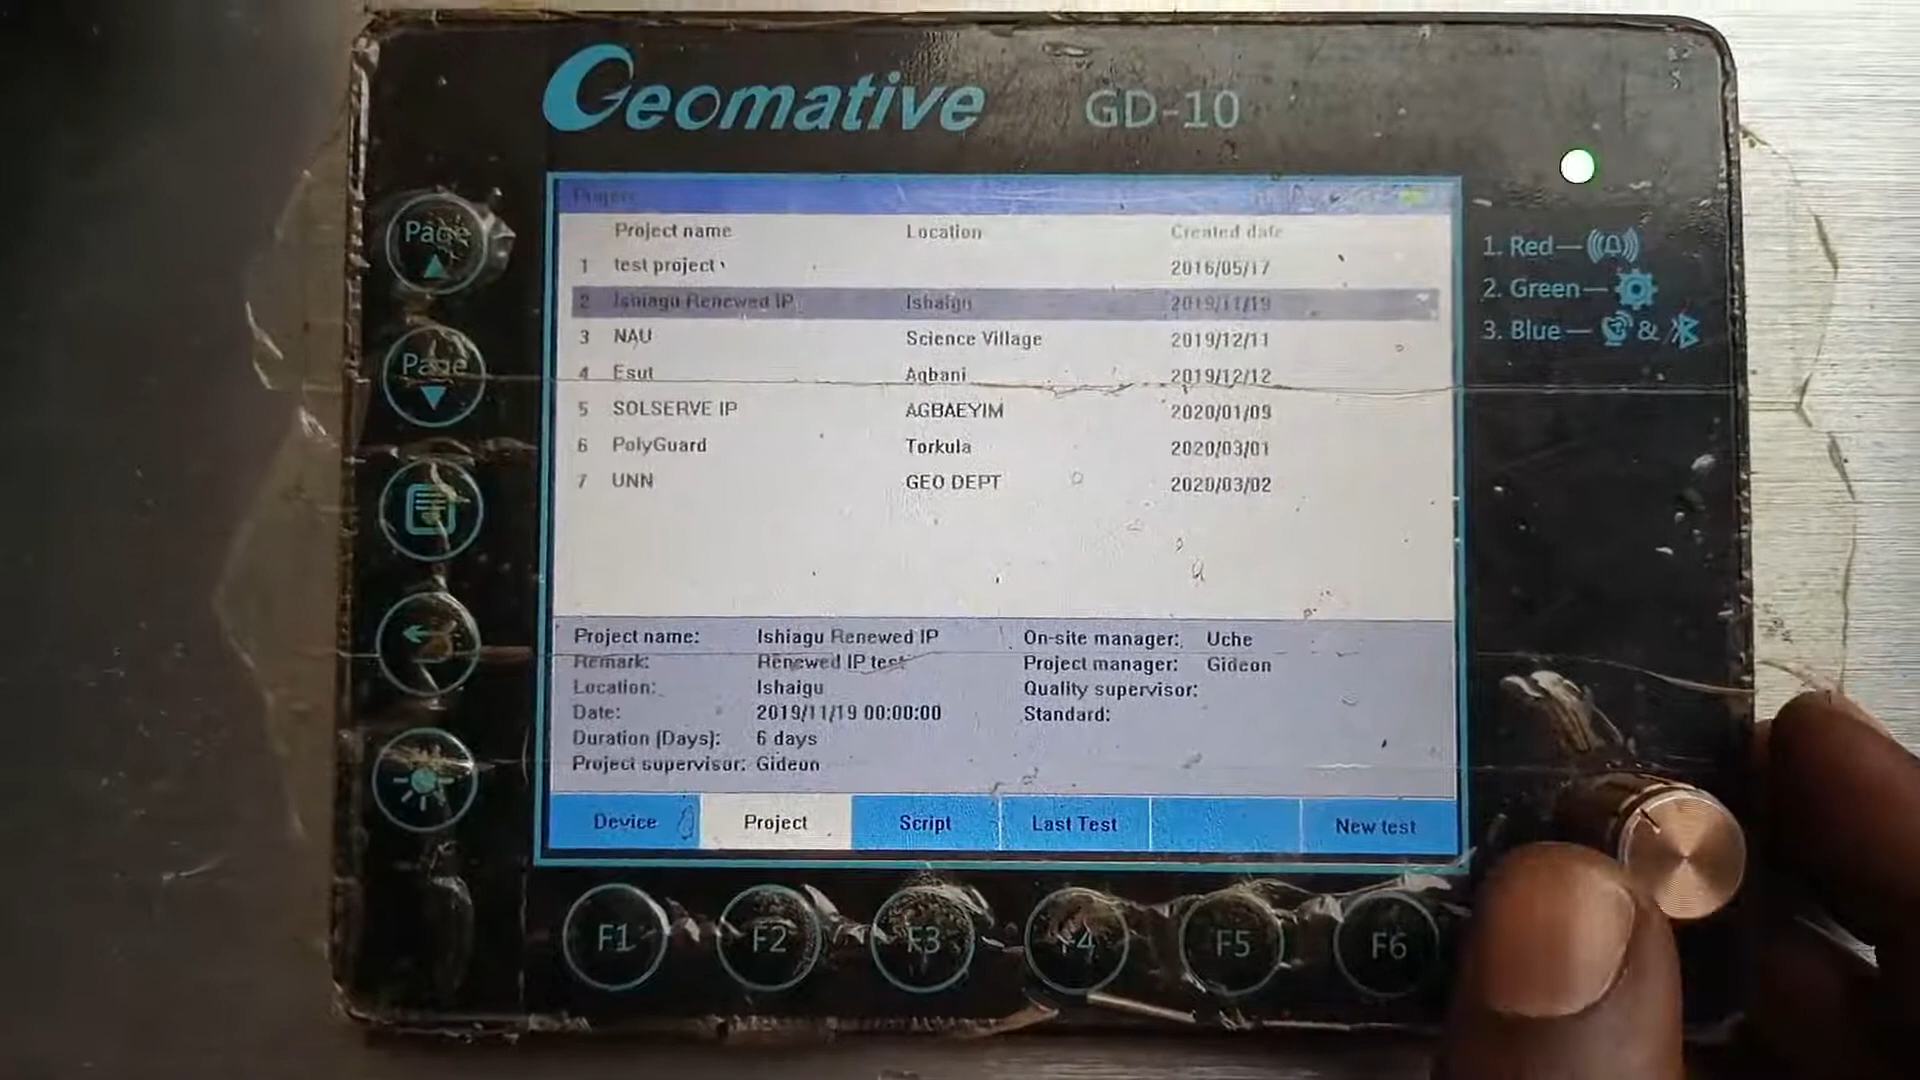 Geomative GD-10
Project
Project name Location Created date
1 test project 2016/05/17
2 Ishiagu Renewed IP Ishaigu 2019/11/19
3 NAU Science Village 2019/12/11
4 Esut Agbani 2019/12/12
5 SOLSERVE IP AGBAEYIM 2020/01/09
6 PolyGuard Torkula 2020/03/01
7 UNN GEO DEPT 2020/03/02
Project name: Ishiagu Renewed IP On-site manager: Uche
Remark: Renewed IP test Project manager: Gideon
Location: Ishaigu Quality supervisor:
Date: 2019/11/19 00:00:00 Standard:
Duration (Days): 6 days
Project supervisor: Gideon
Device Project Script Last Test New test
Page
Page
1. Red—
2. Green—
3. Blue— &
F1 F2 F3 F4 F5 F6